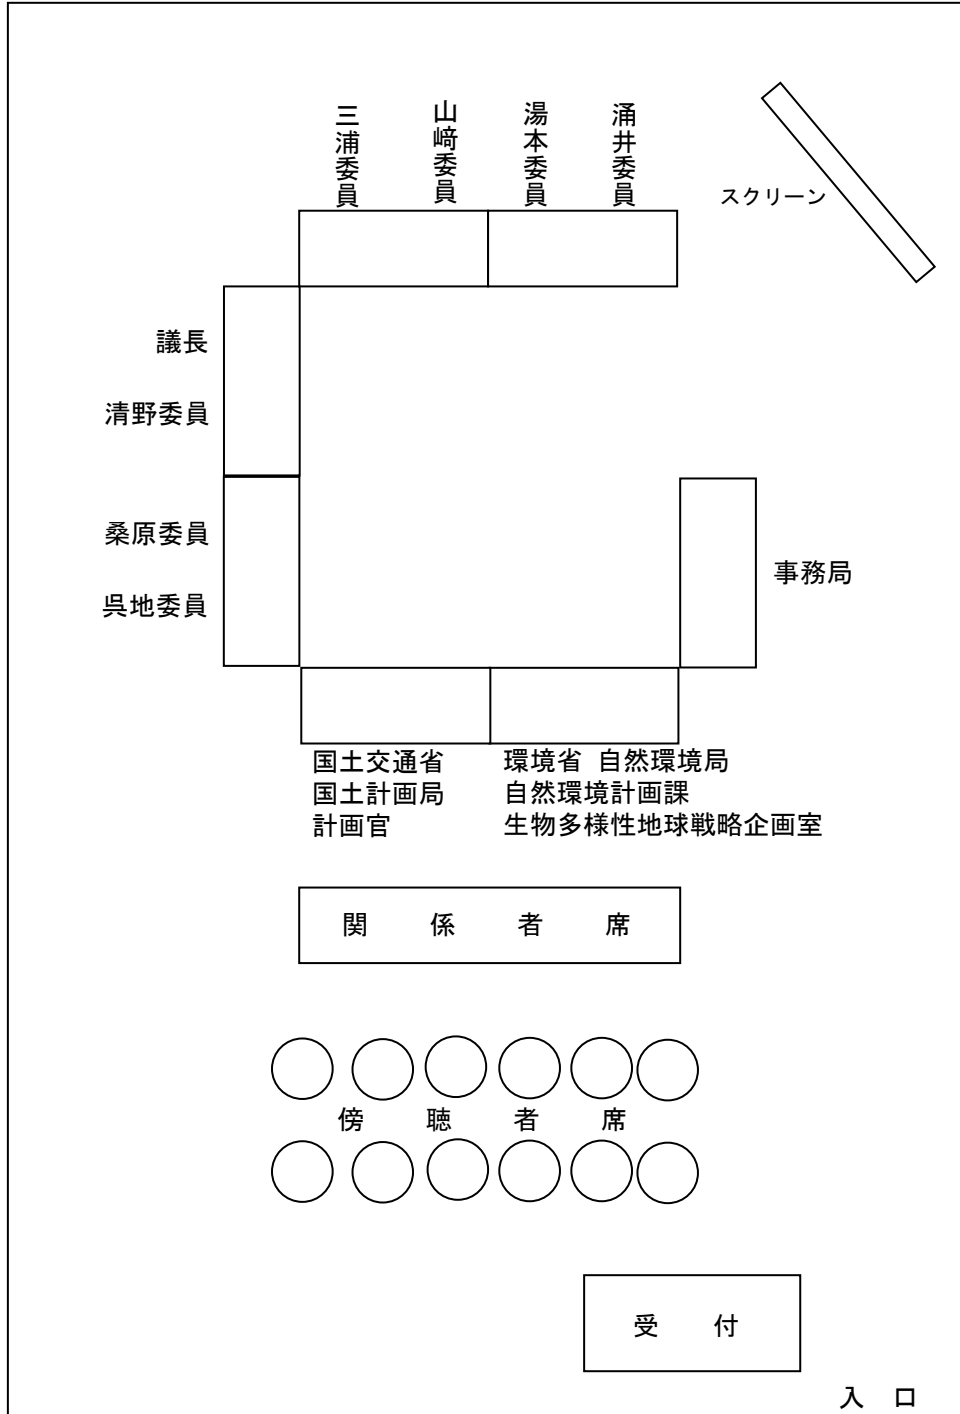 三浦委員
山﨑委員
湯本委員
涌井委員
スクリーン
議長
清野委員
桑原委員
呉地委員
事務局
国土交通省
国土計画局
計画官
環境省 自然環境局
自然環境計画課
生物多様性地球戦略企画室
関 係 者 席
傍 聴 者 席
受 付
入 口